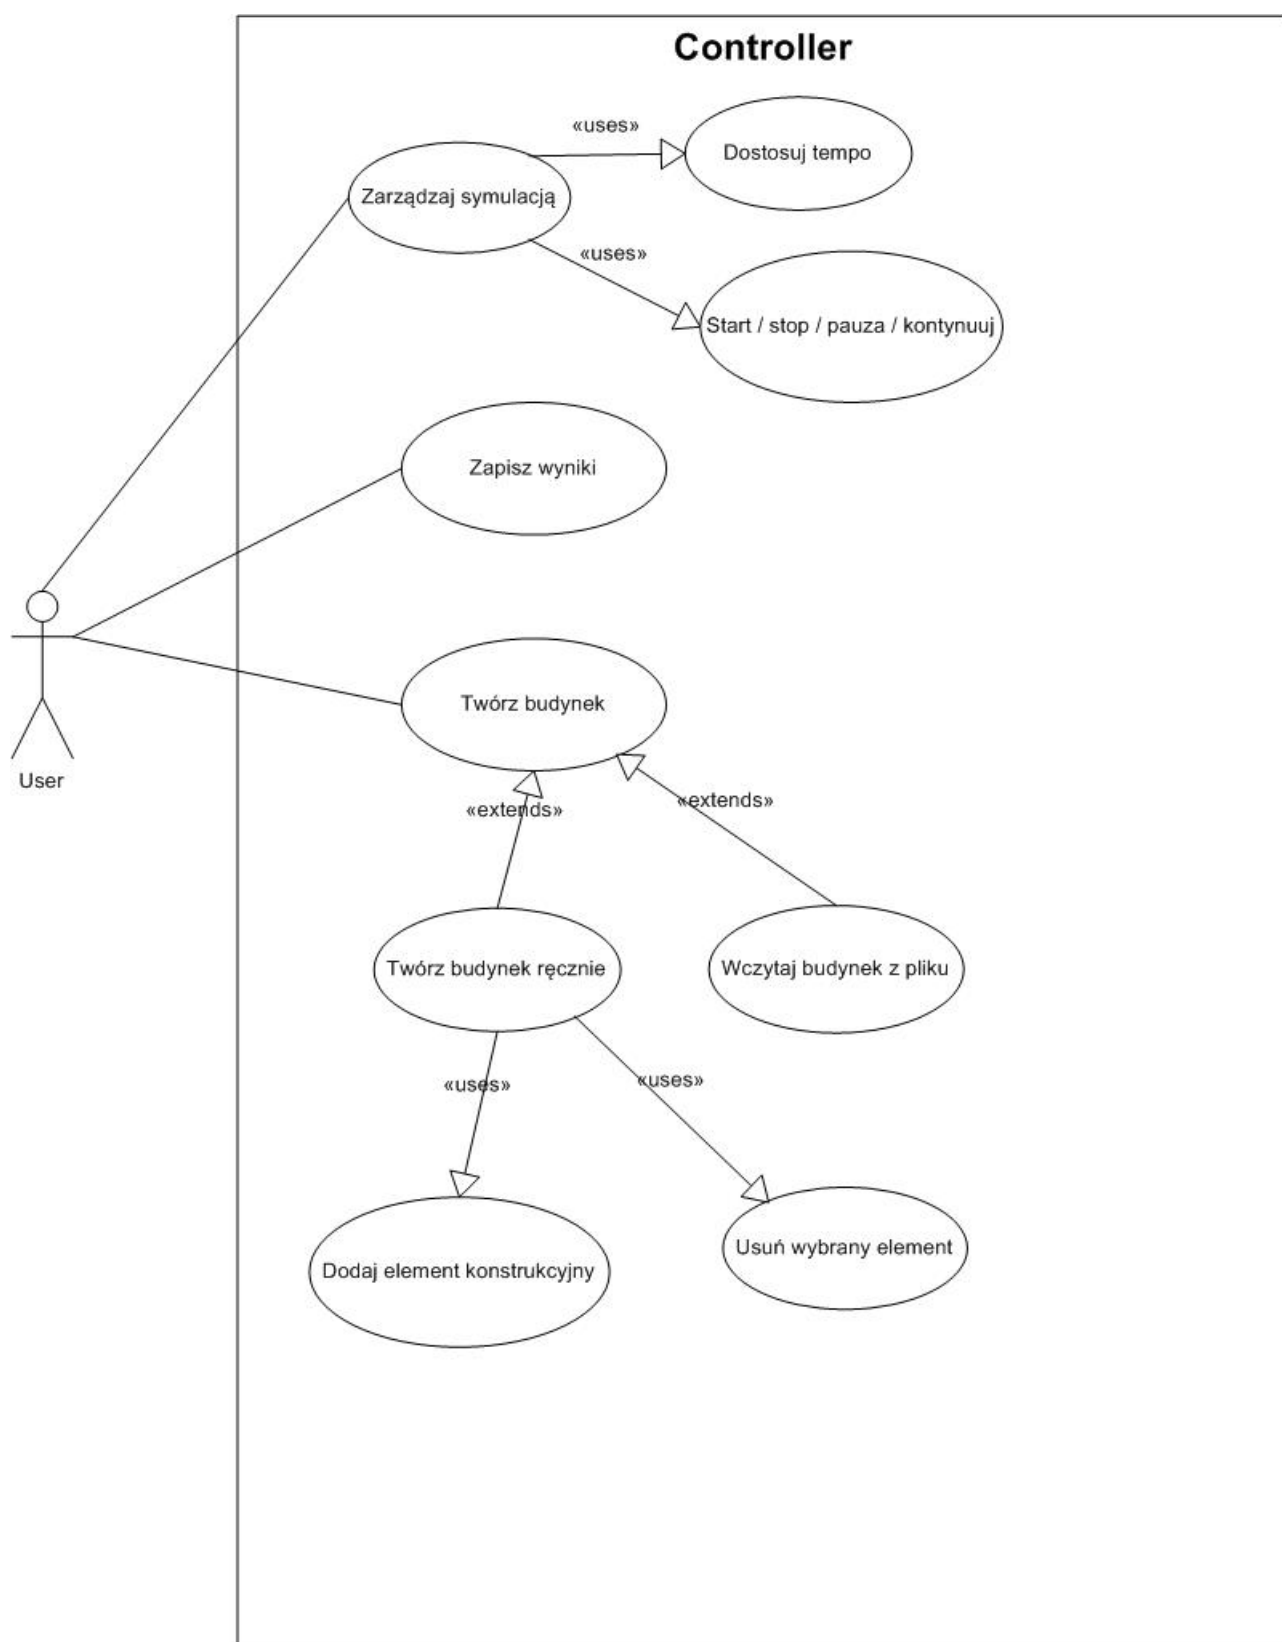 Controller
«uses»
Dostosuj tempo
Zarządzaj symulacją
«uses»
Start / stop / pauza / kontynuuj
Zapisz wyniki
Twórz budynek
User
«extends»
«extends»
Twórz budynek ręcznie
Wczytaj budynek z pliku
«uses»
«uses»
Usuń wybrany element
Dodaj element konstrukcyjny